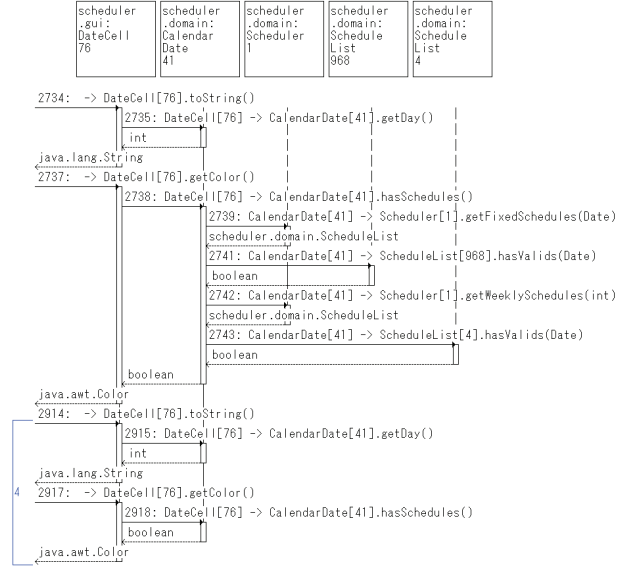 scheduler
.gui:
DateCell
76
scheduler
.domain:
Calendar
Date
41
scheduler
.domain:
Scheduler
1
scheduler
.domain:
Schedule
List
968
scheduler
.domain:
Schedule
List
4
2734: -> DateCell[76].toString()
2735: DateCell[76] -> CalendarDate[41].getDay()
int
java.lang.String
2737: -> DateCell[76].getColor()
2738: DateCell[76] -> CalendarDate[41].hasSchedules()
2739: CalendarDate[41] -> Scheduler[1].getFixedSchedules(Date)
scheduler.domain.ScheduleList
2741: CalendarDate[41] -> ScheduleList[968].hasValids(Date)
boolean
2742: CalendarDate[41] -> Scheduler[1].getWeeklySchedules(int)
scheduler.domain.ScheduleList
2743: CalendarDate[41] -> ScheduleList[4].hasValids(Date)
boolean
boolean
java.awt.Color
2914: -> DateCell[76].toString()
2915: DateCell[76] -> CalendarDate[41].getDay()
int
java.lang.String
4
2917: -> DateCell[76].getColor()
2918: DateCell[76] -> CalendarDate[41].hasSchedules()
boolean
java.awt.Color